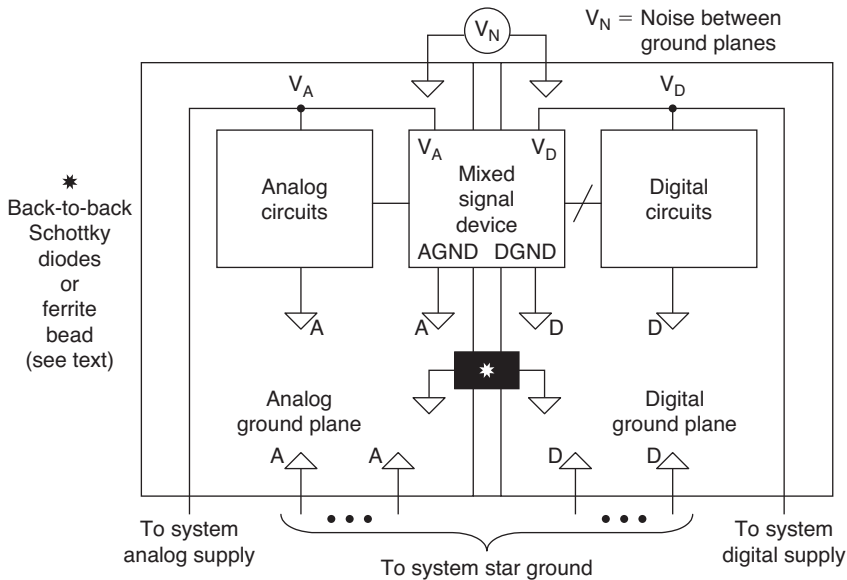 V_N
V_N = Noise between
ground planes
V_A
V_D
V_A
V_D
Mixed
signal
device
AGND DGND
Analog
circuits
Digital
circuits
✸
Back-to-back
Schottky
diodes
or
ferrite
bead
(see text)
A
A
D
D
✸
Analog
ground plane
Digital
ground plane
A
A
D
D
To system
analog supply
To system star ground
To system
digital supply